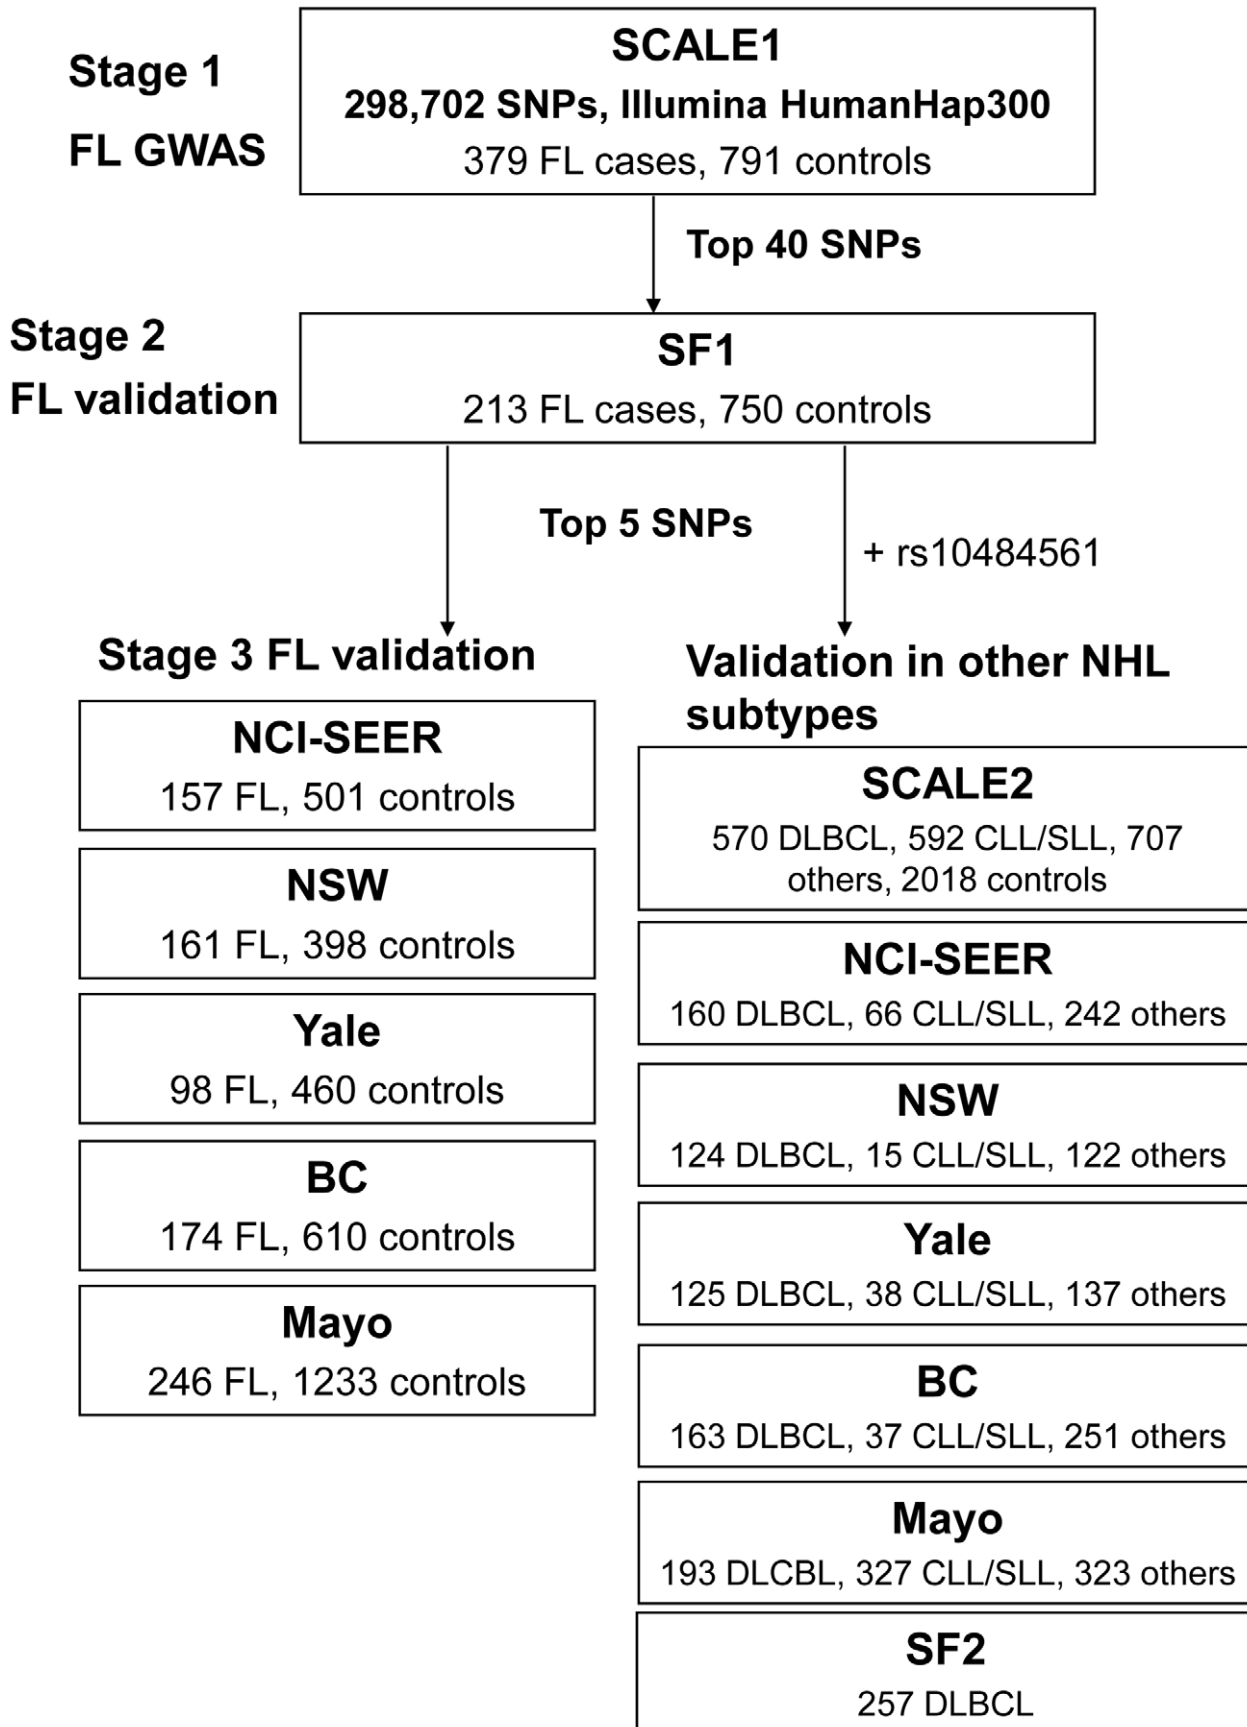 Stage 1
FL GWAS
SCALE1
298,702 SNPs, Illumina HumanHap300
379 FL cases, 791 controls
Top 40 SNPs
Stage 2
FL validation
SF1
213 FL cases, 750 controls
Top 5 SNPs
+ rs10484561
Stage 3 FL validation
NCI-SEER
157 FL, 501 controls
NSW
161 FL, 398 controls
Yale
98 FL, 460 controls
BC
174 FL, 610 controls
Mayo
246 FL, 1233 controls
Validation in other NHL
subtypes
SCALE2
570 DLBCL, 592 CLL/SLL, 707
others, 2018 controls
NCI-SEER
160 DLBCL, 66 CLL/SLL, 242 others
NSW
124 DLBCL, 15 CLL/SLL, 122 others
Yale
125 DLBCL, 38 CLL/SLL, 137 others
BC
163 DLBCL, 37 CLL/SLL, 251 others
Mayo
193 DLCBL, 327 CLL/SLL, 323 others
SF2
257 DLBCL